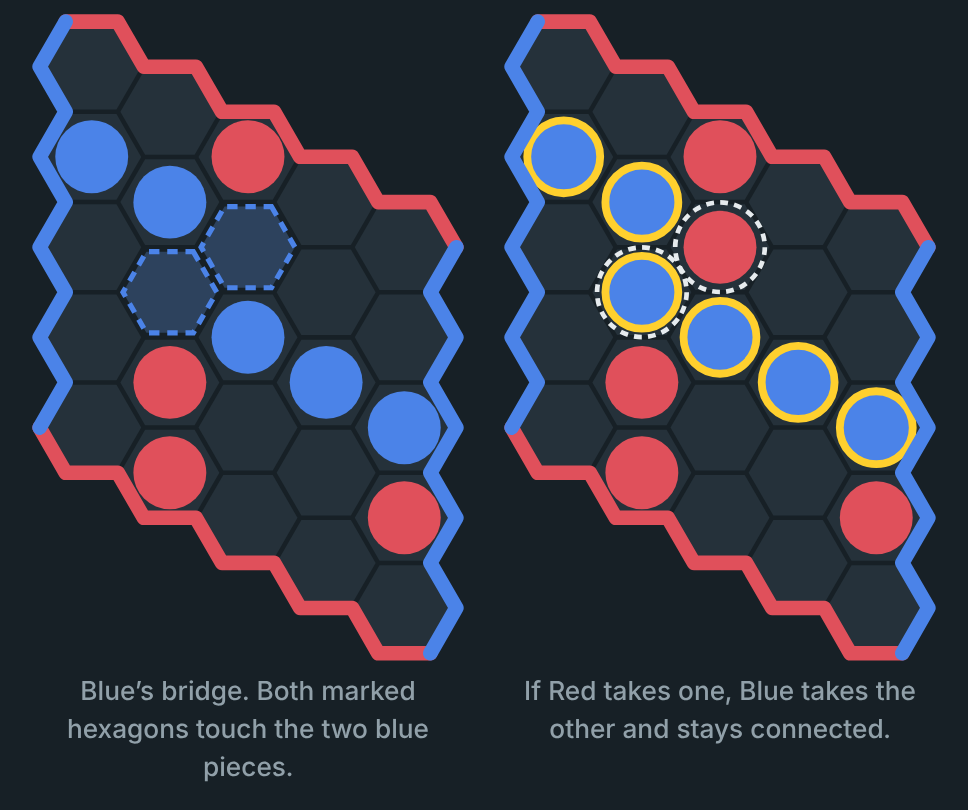 Blue’s bridge. Both marked
hexagons touch the two blue
pieces.
If Red takes one, Blue takes the
other and stays connected.